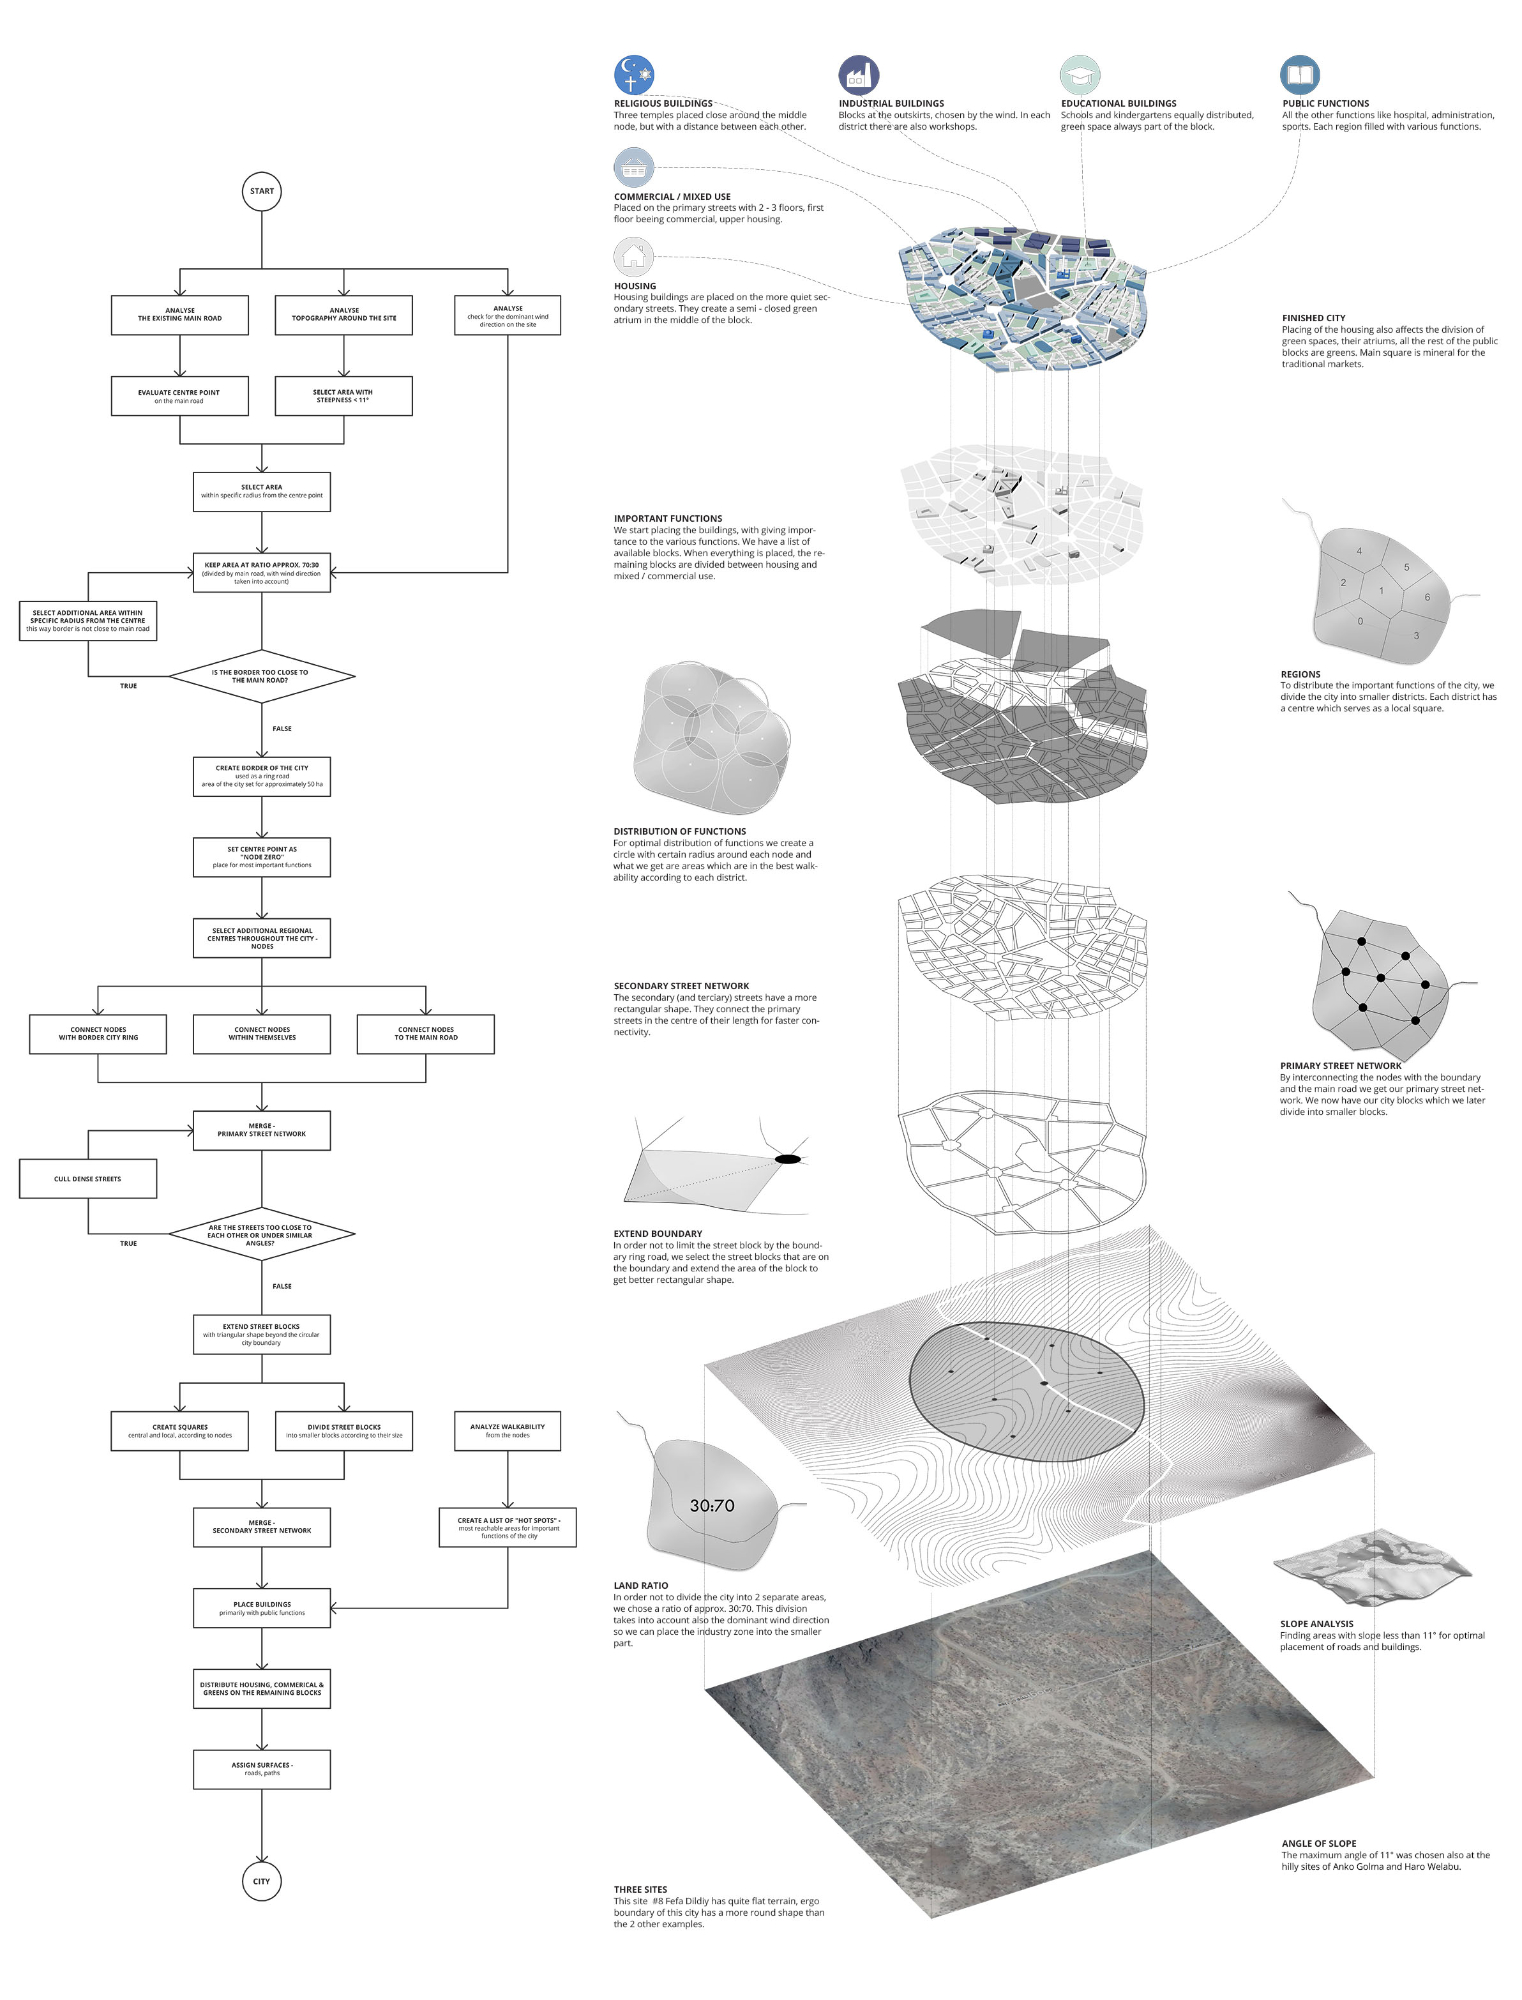 START
ANALYSE
THE EXISTING MAIN ROAD
ANALYSE
TOPOGRAPHY AROUND THE SITE
ANALYSE
check for the dominant wind
direction on the site
EVALUATE CENTRE POINT
on the main road
SELECT AREA WITH
STEEPNESS < 11°
SELECT AREA
within specific radius from the centre point
KEEP AREA AT RATIO APPROX. 70:30
(divided by main road, with wind direction
taken into account)
SELECT ADDITIONAL AREA WITHIN
SPECIFIC RADIUS FROM THE CENTRE
this way border is not close to main road
IS THE BORDER TOO CLOSE TO
THE MAIN ROAD?
TRUE
FALSE
CREATE BORDER OF THE CITY
used as a ring road
area of the city set for approximately 50 ha
SET CENTRE POINT AS
"NODE ZERO"
place for most important functions
SELECT ADDITIONAL REGIONAL
CENTRES THROUGHOUT THE CITY -
NODES
CONNECT NODES
WITH BORDER CITY RING
CONNECT NODES
WITHIN THEMSELVES
CONNECT NODES
TO THE MAIN ROAD
MERGE -
PRIMARY STREET NETWORK
CULL DENSE STREETS
ARE THE STREETS TOO CLOSE TO
EACH OTHER OR UNDER SIMILAR
ANGLES?
TRUE
FALSE
EXTEND STREET BLOCKS
with triangular shape beyond the circular
city boundary
CREATE SQUARES
central and local, according to nodes
DIVIDE STREET BLOCKS
into smaller blocks according to their size
ANALYZE WALKABILITY
from the nodes
MERGE -
SECONDARY STREET NETWORK
CREATE A LIST OF "HOT SPOTS" -
most reachable areas for important
functions of the city
PLACE BUILDINGS
primarily with public functions
DISTRIBUTE HOUSING, COMMERICAL &
GREENS ON THE REMAINING BLOCKS
ASSIGN SURFACES -
roads, paths
CITY
RELIGIOUS BUILDINGS
Three temples placed close around the middle
node, but with a distance between each other.
INDUSTRIAL BUILDINGS
Blocks at the outskirts, chosen by the wind. In each
district there are also workshops.
EDUCATIONAL BUILDINGS
Schools and kindergartens equally distributed,
green space always part of the block.
PUBLIC FUNCTIONS
All the other functions like hospital, administration,
sports. Each region filled with various functions.
COMMERCIAL / MIXED USE
Placed on the primary streets with 2 - 3 floors, first
floor beeing commercial, upper housing.
HOUSING
Housing buildings are placed on the more quiet sec-
ondary streets. They create a semi - closed green
atrium in the middle of the block.
FINISHED CITY
Placing of the housing also affects the division of
green spaces, their atriums, all the rest of the public
blocks are greens. Main square is mineral for the
traditional markets.
IMPORTANT FUNCTIONS
We start placing the buildings, with giving impor-
tance to the various functions. We have a list of
available blocks. When everything is placed, the re-
maining blocks are divided between housing and
mixed / commercial use.
4
5
2
1
6
0
3
REGIONS
To distribute the important functions of the city, we
divide the city into smaller districts. Each district has
a centre which serves as a local square.
DISTRIBUTION OF FUNCTIONS
For optimal distribution of functions we create a
circle with certain radius around each node and
what we get are areas which are in the best walk-
ability according to each district.
SECONDARY STREET NETWORK
The secondary (and terciary) streets have a more
rectangular shape. They connect the primary
streets in the centre of their length for faster con-
nectivity.
PRIMARY STREET NETWORK
By interconnecting the nodes with the boundary
and the main road we get our primary street net-
work. We now have our city blocks which we later
divide into smaller blocks.
EXTEND BOUNDARY
In order not to limit the street block by the bound-
ary ring road, we select the street blocks that are on
the boundary and extend the area of the block to
get better rectangular shape.
30:70
LAND RATIO
In order not to divide the city into 2 separate areas,
we chose a ratio of approx. 30:70. This division
takes into account also the dominant wind direction
so we can place the industry zone into the smaller
part.
SLOPE ANALYSIS
Finding areas with slope less than 11° for optimal
placement of roads and buildings.
ANGLE OF SLOPE
The maximum angle of 11° was chosen also at the
hilly sites of Anko Golma and Haro Welabu.
THREE SITES
This site #8 Fefa Dildiy has quite flat terrain, ergo
boundary of this city has a more round shape than
the 2 other examples.